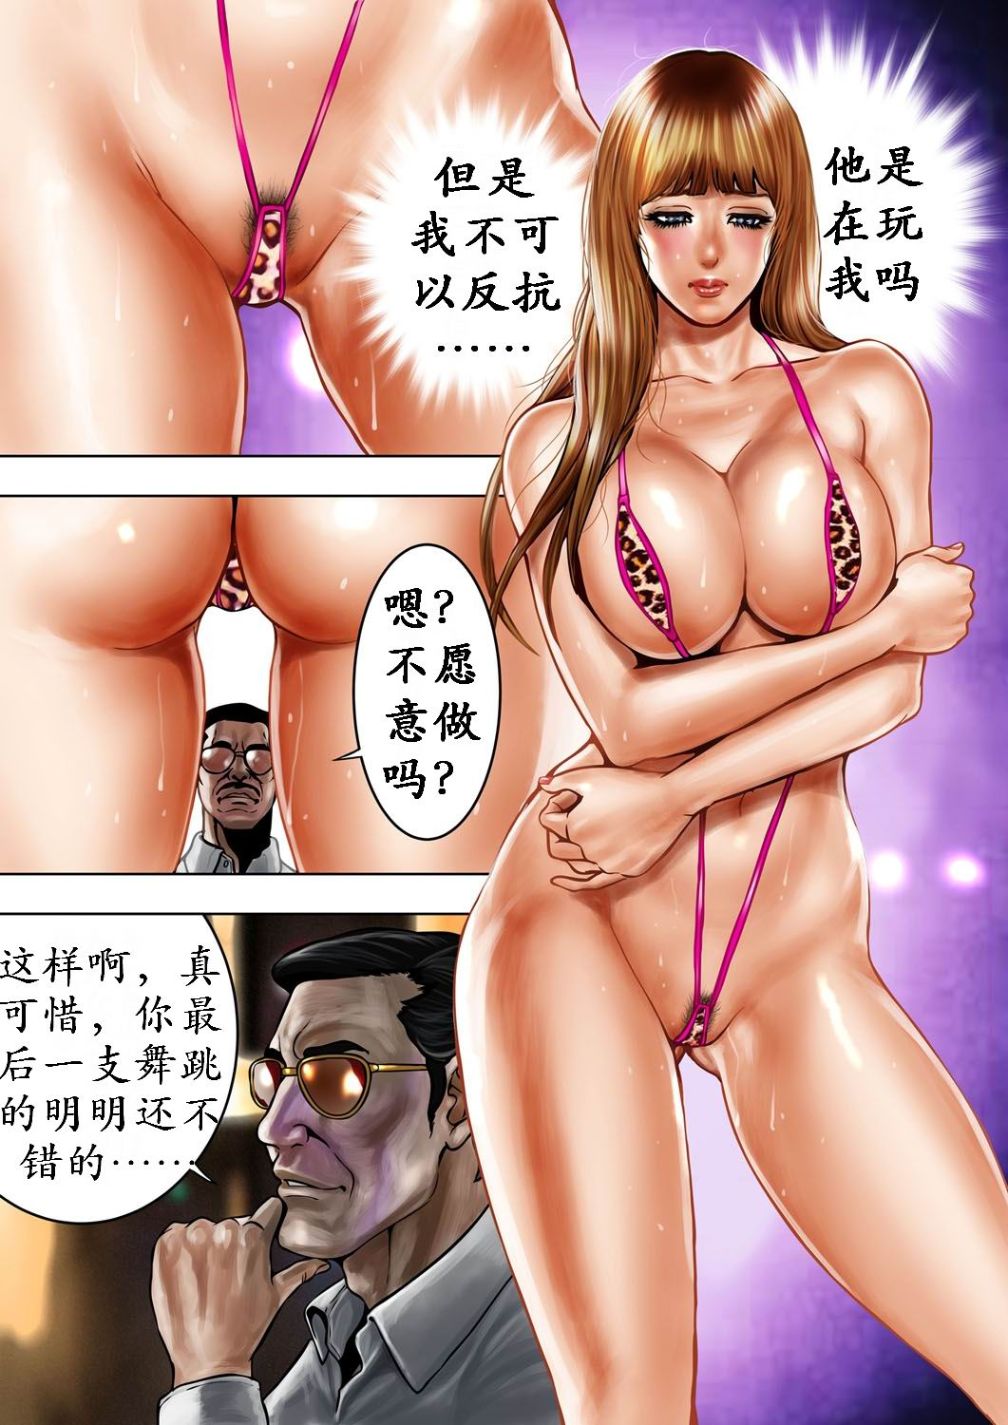 他是
在玩
我吗
但是
我不可
以反抗
……
嗯？
不愿
意做
吗？
这样啊，真
可惜，你最
后一支舞跳
的明明还不
错的……